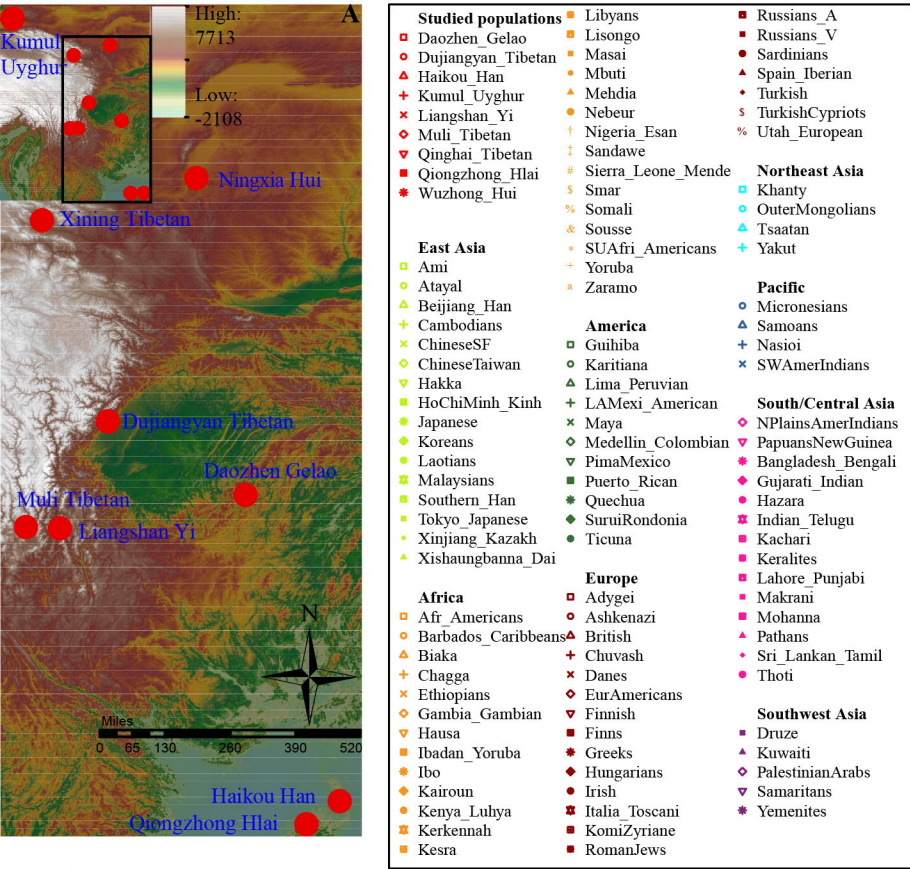 A
High:
7713
Low:
-2108
Kumul
Uyghur
Ningxia Hui
Xining Tibetan
Dujiangyan Tibetan
Daozhen Gelao
Muli Tibetan
Liangshan Yi
N
Miles
0 65 130 260 390 520
Haikou Han
Qiongzhong Hlai
Studied populations
Daozhen_Gelao
Dujiangyan_Tibetan
Haikou_Han
Kumul_Uyghur
Liangshan_Yi
Muli_Tibetan
Qinghai_Tibetan
Qiongzhong_Hlai
Wuzhong_Hui
East Asia
Ami
Atayal
Beijiang_Han
Cambodians
ChineseSF
ChineseTaiwan
Hakka
HoChiMinh_Kinh
Japanese
Koreans
Laotians
Malaysians
Southern_Han
Tokyo_Japanese
Xinjiang_Kazakh
Xishaungbanna_Dai
Africa
Afr_Americans
Barbados_Caribbeans
Biaka
Chagga
Ethiopians
Gambia_Gambian
Hausa
Ibadan_Yoruba
Ibo
Kairoun
Kenya_Luhya
Kerkennah
Kesra
Libyans
Lisongo
Masai
Mbuti
Mehdia
Nebeur
† Nigeria_Esan
‡ Sandawe
# Sierra_Leone_Mende
$ Smar
% Somali
& Sousse
* SUAfri_Americans
+ Yoruba
a Zaramo
America
Guihiba
Karitiana
Lima_Peruvian
LAMexi_American
Maya
Medellin_Colombian
PimaMexico
Puerto_Rican
Quechua
SuruiRondonia
Ticuna
Europe
Adygei
Ashkenazi
British
Chuvash
Danes
EurAmericans
Finnish
Finns
Greeks
Hungarians
Irish
Italia_Toscani
KomiZyriane
RomanJews
Russians_A
Russians_V
Sardinians
Spain_Iberian
Turkish
$ TurkishCypriots
% Utah_European
Northeast Asia
Khanty
OuterMongolians
Tsaatan
Yakut
Pacific
Micronesians
Samoans
Nasioi
SWAmerIndians
South/Central Asia
NPlainsAmerIndians
PapuansNewGuinea
Bangladesh_Bengali
Gujarati_Indian
Hazara
Indian_Telugu
Kachari
Keralites
Lahore_Punjabi
Makrani
Mohanna
Pathans
Sri_Lankan_Tamil
Thoti
Southwest Asia
Druze
Kuwaiti
PalestinianArabs
Samaritans
Yemenites